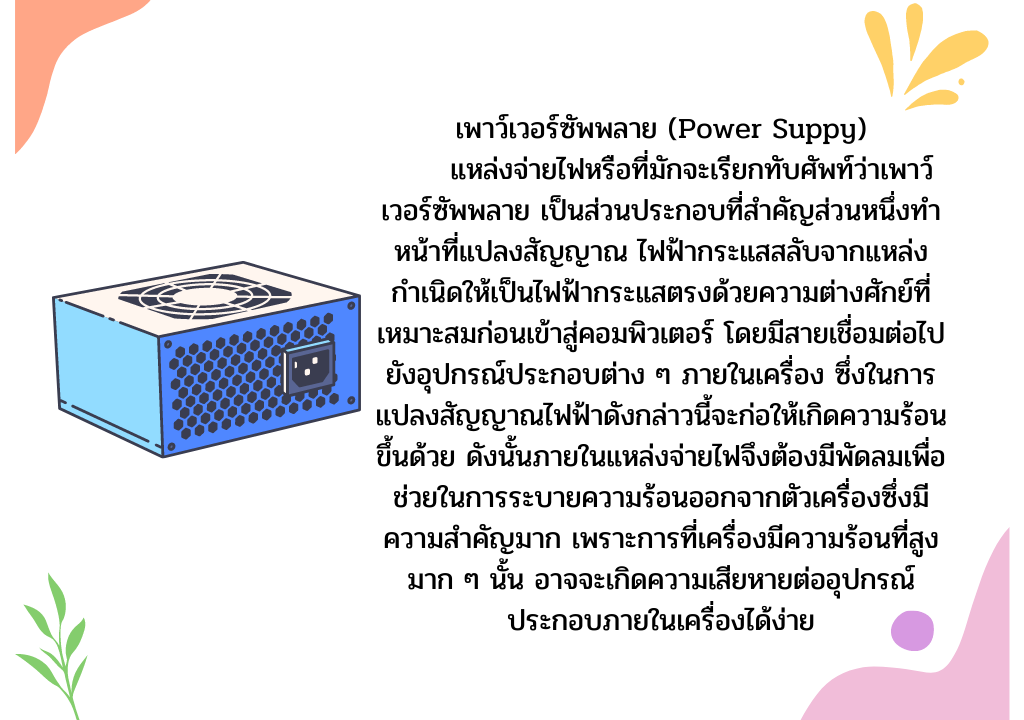 เพาว์เวอร์ซัพพลาย (Power Suppy)
แหล่งจ่ายไฟหรือที่มักจะเรียกทับศัพท์ว่าเพาว์
เวอร์ซัพพลาย เป็นส่วนประกอบที่สำคัญส่วนหนึ่งทำ
หน้าที่แปลงสัญญาณ ไฟฟ้ากระแสสลับจากแหล่ง
กำเนิดให้เป็นไฟฟ้ากระแสตรงด้วยความต่างศักย์ที่
เหมาะสมก่อนเข้าสู่คอมพิวเตอร์ โดยมีสายเชื่อมต่อไป
ยังอุปกรณ์ประกอบต่าง ๆ ภายในเครื่อง ซึ่งในการ
แปลงสัญญาณไฟฟ้าดังกล่าวนี้จะก่อให้เกิดความร้อน
ขึ้นด้วย ดังนั้นภายในแหล่งจ่ายไฟจึงต้องมีพัดลมเพื่อ
ช่วยในการระบายความร้อนออกจากตัวเครื่องซึ่งมี
ความสำคัญมาก เพราะการที่เครื่องมีความร้อนที่สูง
มาก ๆ นั้น อาจจะเกิดความเสียหายต่ออุปกรณ์
ประกอบภายในเครื่องได้ง่าย